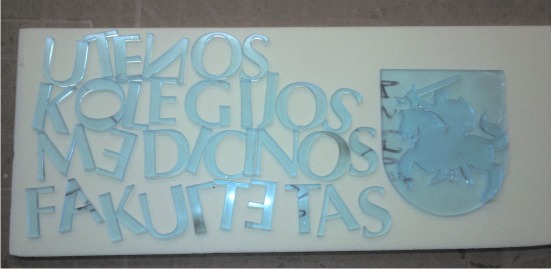 UTENOS
KOLEGIJOS
MEDICINOS
FAKULTETAS